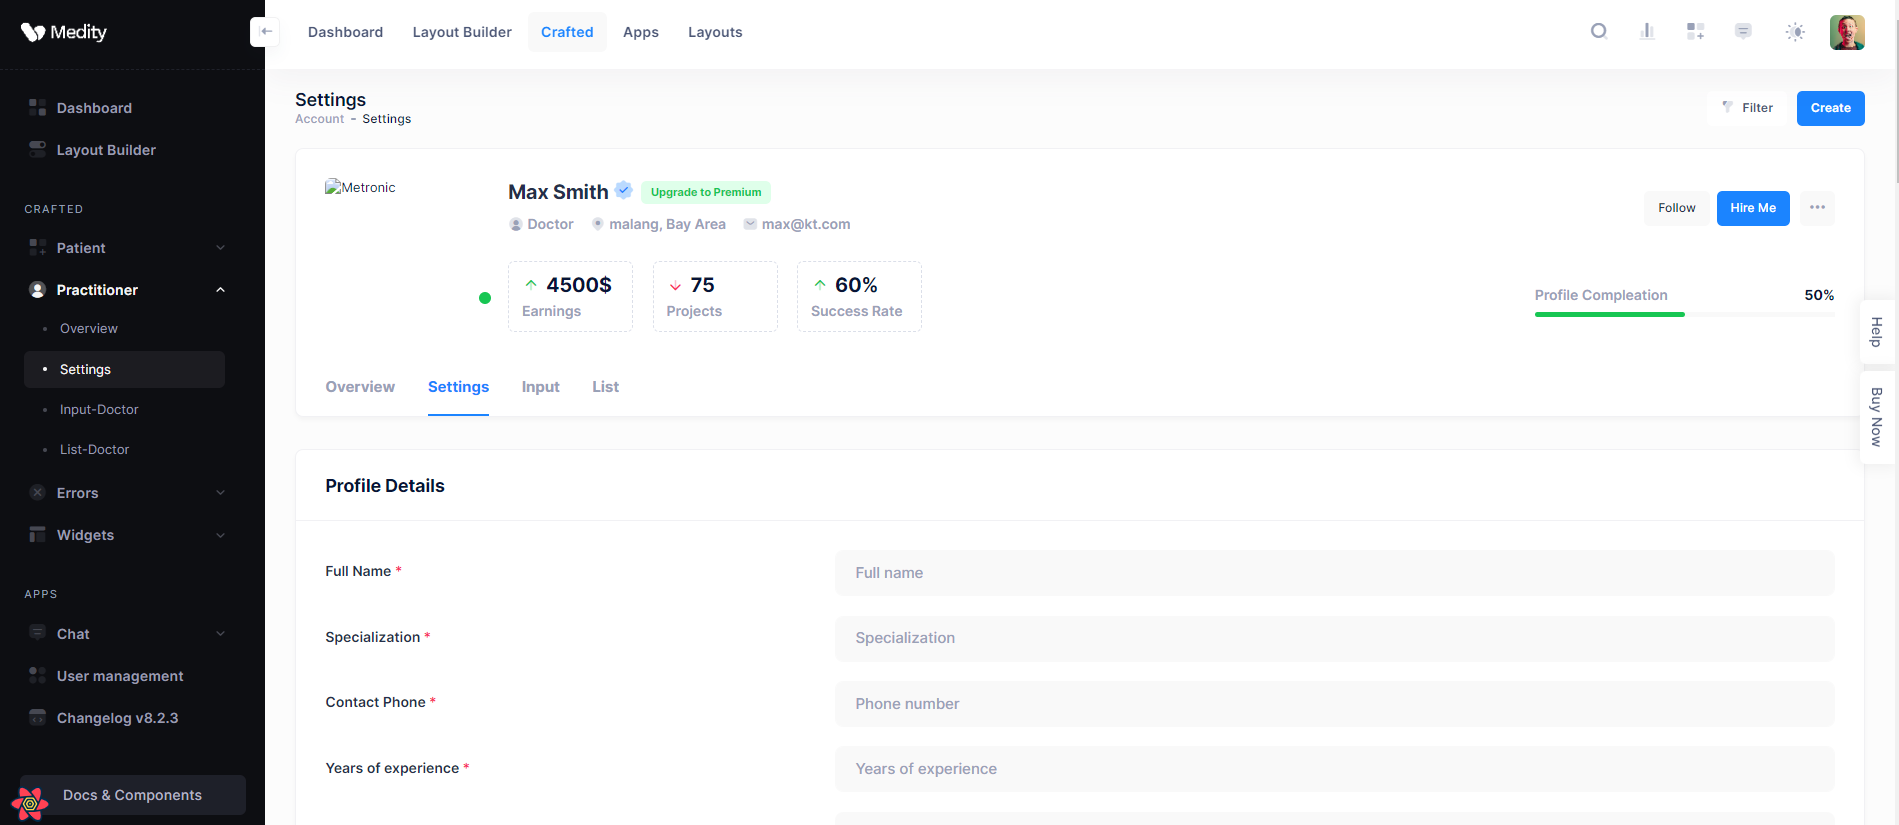 Medity
Dashboard
Layout Builder
CRAFTED
Patient
Practitioner
Overview
Settings
Input-Doctor
List-Doctor
Errors
Widgets
APPS
Chat
User management
Changelog v8.2.3
Docs & Components
Dashboard Layout Builder Crafted Apps Layouts
Settings
Account - Settings
Filter Create
Metronic
Max Smith Upgrade to Premium
Doctor malang, Bay Area max@kt.com
Follow Hire Me
4500$ 75 60%
Earnings Projects Success Rate
Profile Compleation 50%
Overview Settings Input List
Help
Buy Now
Profile Details
Full Name * Full name
Specialization * Specialization
Contact Phone * Phone number
Years of experience * Years of experience